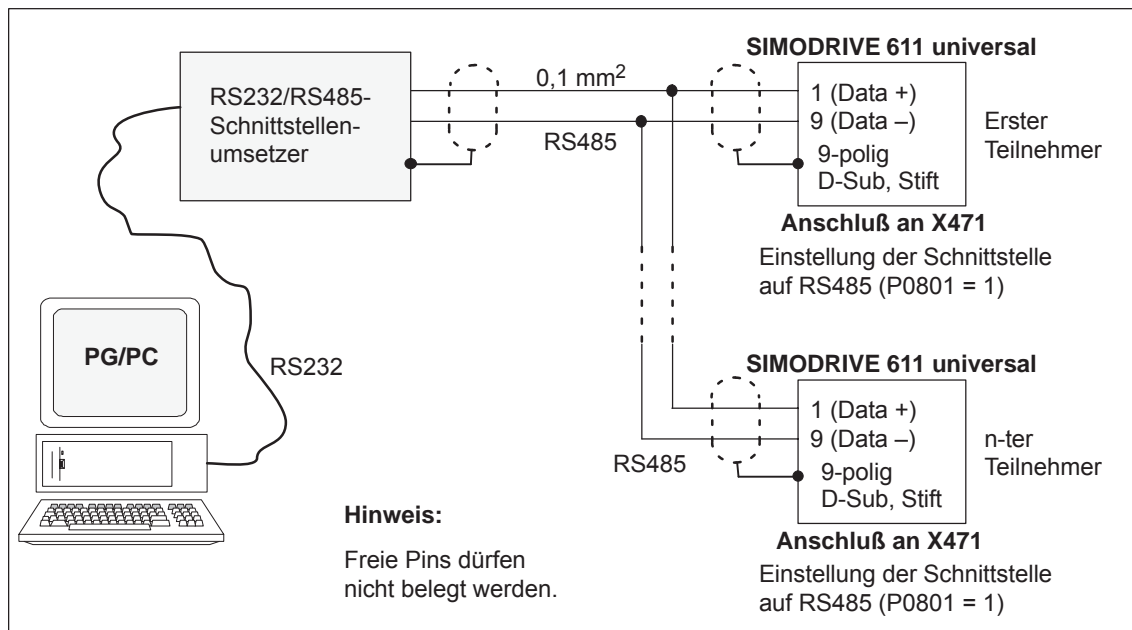 RS232/RS485-
Schnittstellen-
umsetzer
0,1 mm²
RS485
SIMODRIVE 611 universal
1 (Data +)
9 (Data –)
9-polig
D-Sub, Stift
Erster
Teilnehmer
Anschluß an X471
Einstellung der Schnittstelle
auf RS485 (P0801 = 1)
PG/PC
RS232
SIMODRIVE 611 universal
1 (Data +)
9 (Data –)
9-polig
D-Sub, Stift
RS485
n-ter
Teilnehmer
Anschluß an X471
Einstellung der Schnittstelle
auf RS485 (P0801 = 1)
Hinweis:
Freie Pins dürfen
nicht belegt werden.